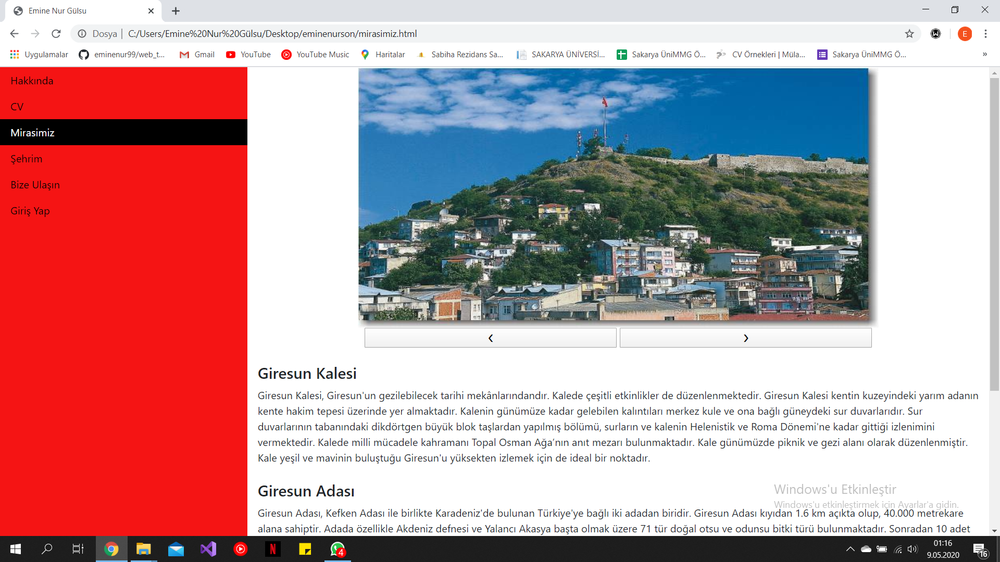 Emine Nur Gülsu
Dosya | C:/Users/Emine%20Nur%20Gülsu/Desktop/eminenurson/mirasimiz.html
E
Uygulamalar eminenur99/web_t... Gmail YouTube YouTube Music Haritalar Sabiha Rezidans Sa... SAKARYA ÜNİVERSİ... Sakarya ÜniMMG Ö... CV Örnekleri | Müla... Sakarya ÜniMMG Ö... »
Hakkında
CV
Mirasimiz
Şehrim
Bize Ulaşın
Giriş Yap
❮ ❯
Giresun Kalesi
Giresun Kalesi, Giresun'un gezilebilecek tarihi mekânlarındandır. Kalede çeşitli etkinlikler de düzenlenmektedir. Giresun Kalesi kentin kuzeyindeki yarım adanın
kente hakim tepesi üzerinde yer almaktadır. Kalenin günümüze kadar gelebilen kalıntıları merkez kule ve ona bağlı güneydeki sur duvarlarıdır. Sur
duvarlarının tabanındaki dikdörtgen büyük blok taşlardan yapılmış bölümü, surların ve kalenin Helenistik ve Roma Dönemi'ne kadar gittiği izlenimini
vermektedir. Kalede milli mücadele kahramanı Topal Osman Ağa’nın anıt mezarı bulunmaktadır. Kale günümüzde piknik ve gezi alanı olarak düzenlenmiştir.
Kale yeşil ve mavinin buluştuğu Giresun'u yüksekten izlemek için de ideal bir noktadır.
Giresun Adası
Giresun Adası, Kefken Adası ile birlikte Karadeniz'de bulunan Türkiye'ye bağlı iki adadan biridir. Giresun Adası kıyıdan 1.6 km açıkta olup, 40.000 metrekare
alana sahiptir. Adada özellikle Akdeniz defnesi ve Yalancı Akasya başta olmak üzere 71 tür doğal otsu ve odunsu bitki türü bulunmaktadır. Sonradan 10 adet
Windows'u Etkinleştir
Windows'u etkinleştirmek için Ayarlar'a gidin.
N
4
01:16
9.05.2020
16